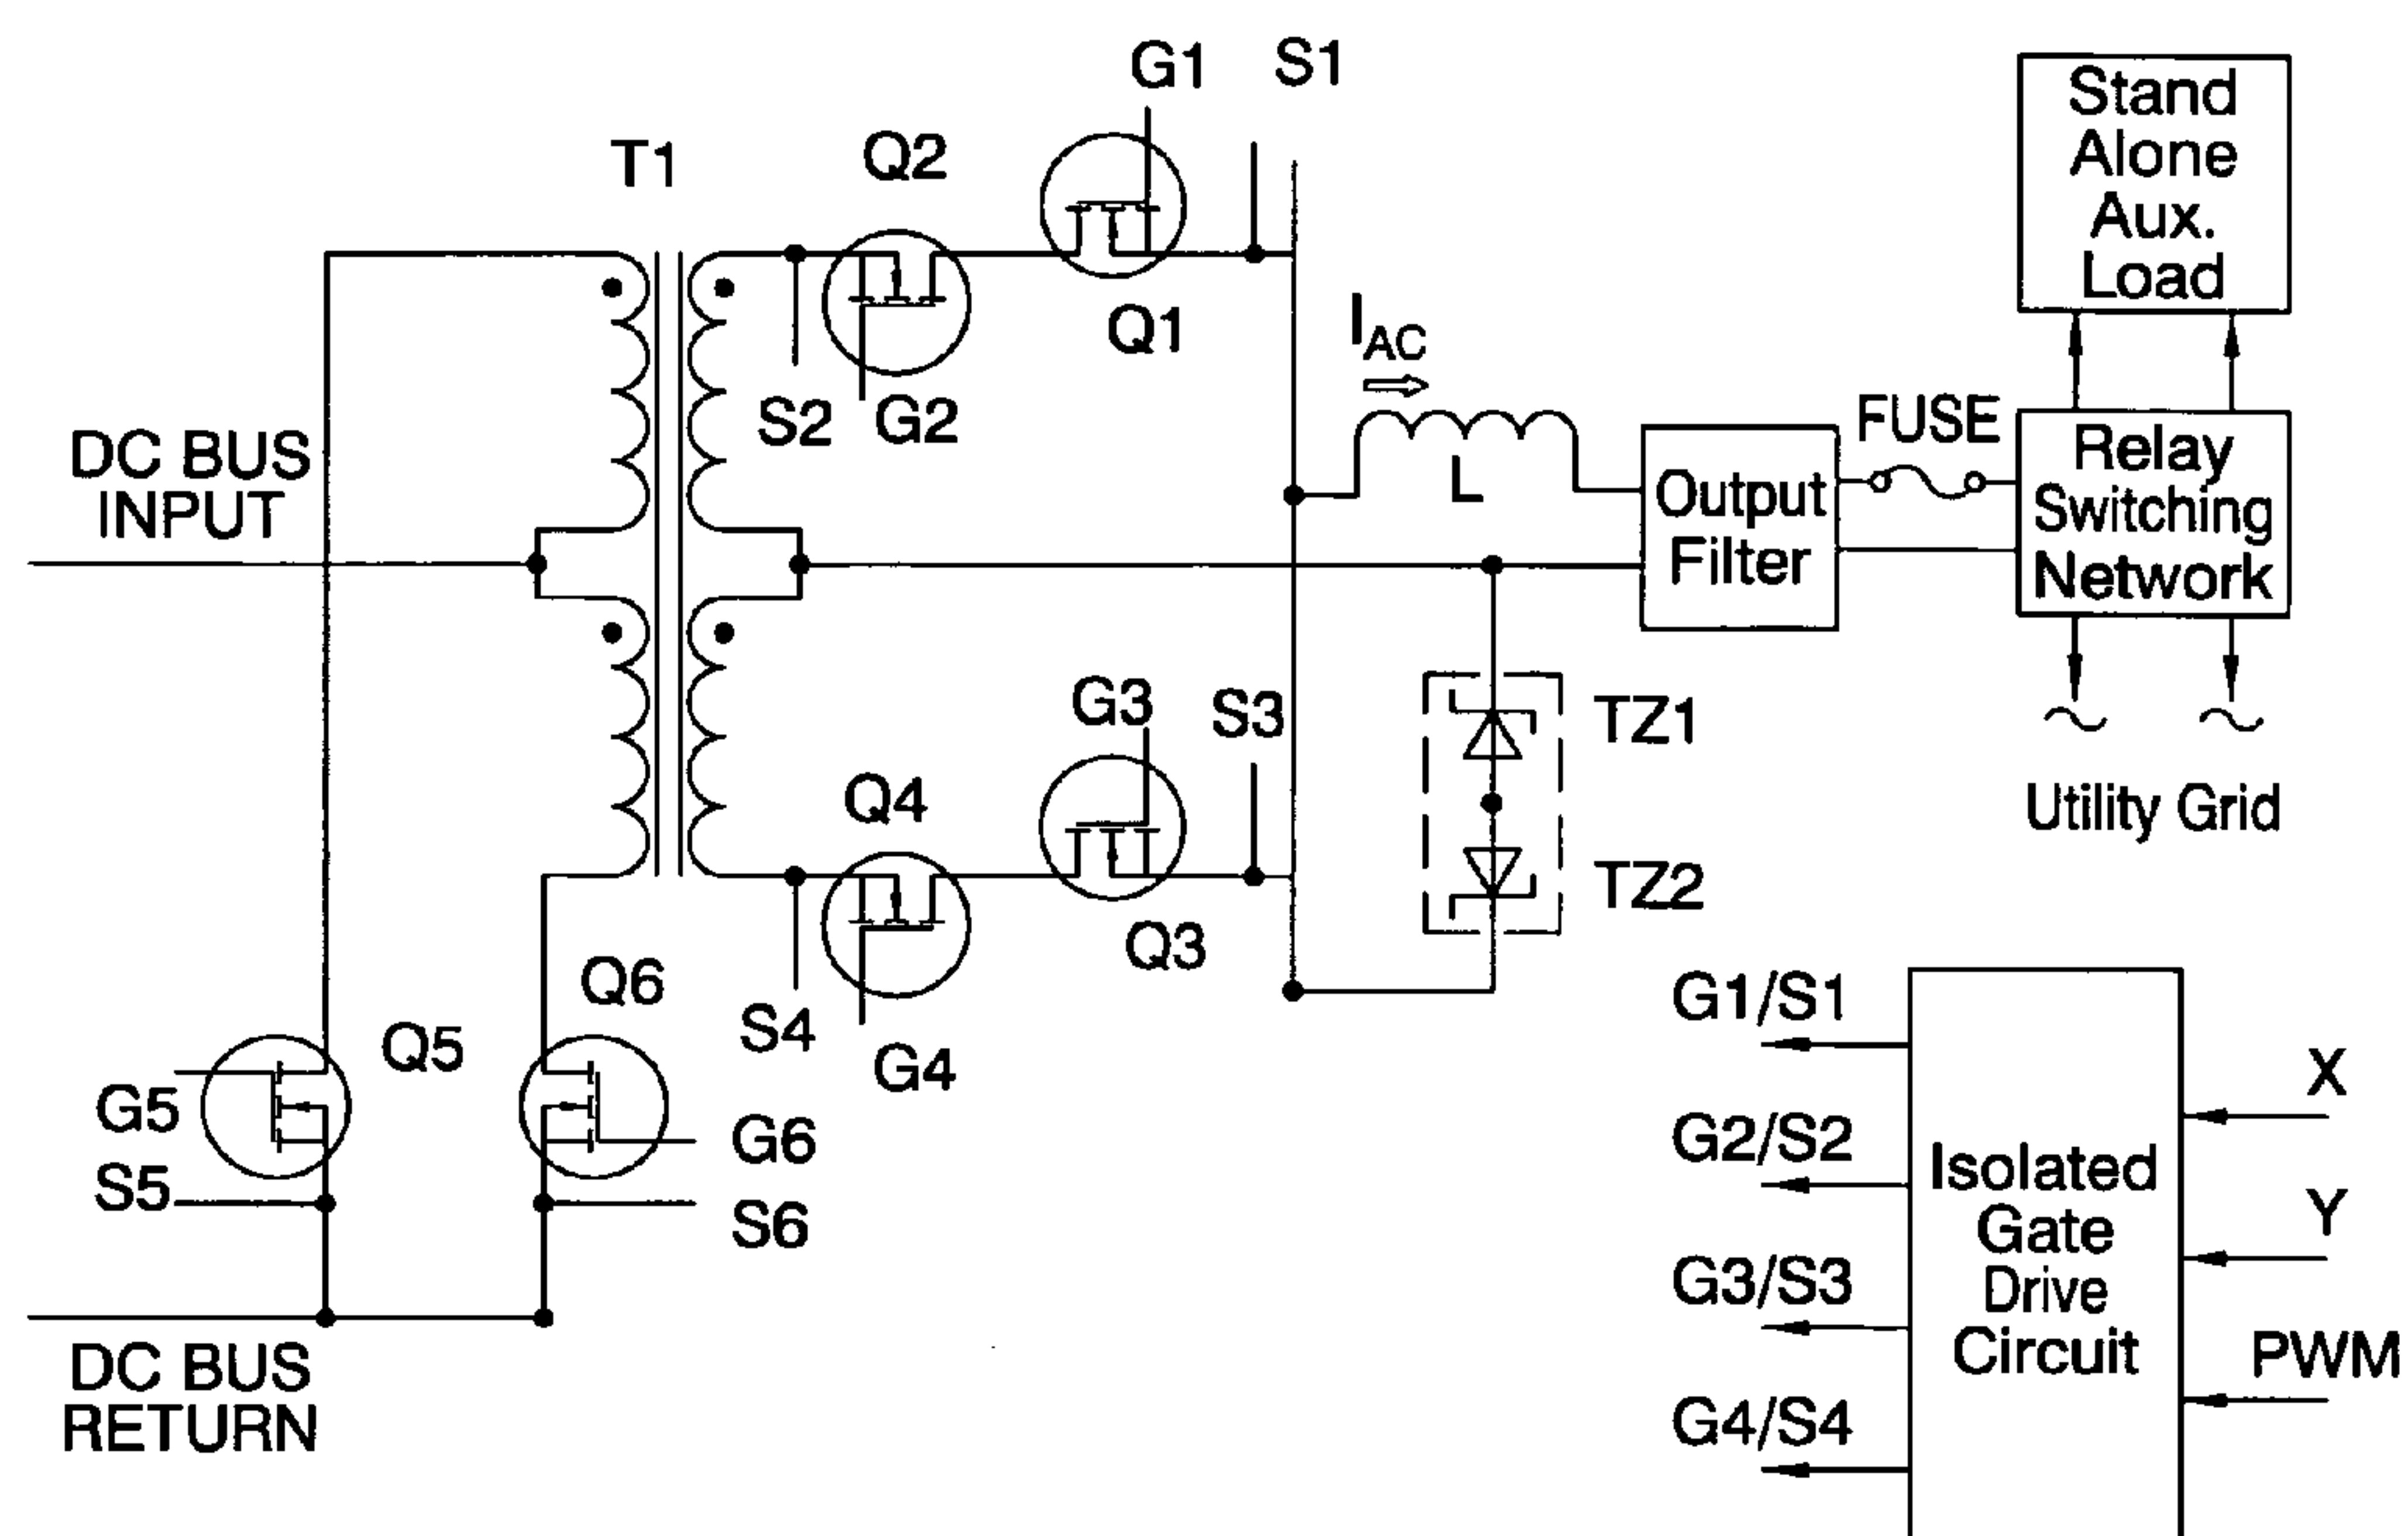 G1
S1
T1
Q2
Q1
S2
G2
I_AC
L
DC BUS
INPUT
Stand
Alone
Aux.
Load
FUSE
Output
Filter
Relay
Switching
Network
Utility Grid
G3
S3
Q4
Q3
S4
G4
TZ1
TZ2
Q6
Q5
G5
S5
G6
S6
DC BUS
RETURN
G1/S1
G2/S2
G3/S3
G4/S4
Isolated
Gate
Drive
Circuit
X
Y
PWM